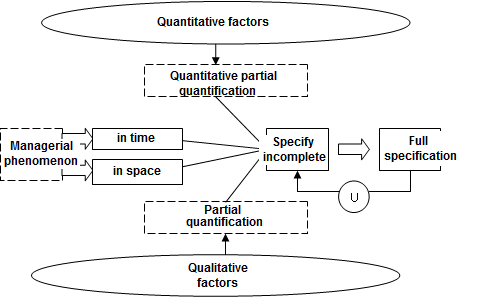 Quantitative factors
Quantitative partial
quantification
Managerial
phenomenon
in time
in space
Specify
incomplete
Full
specification
U
Partial
quantification
Qualitative
factors